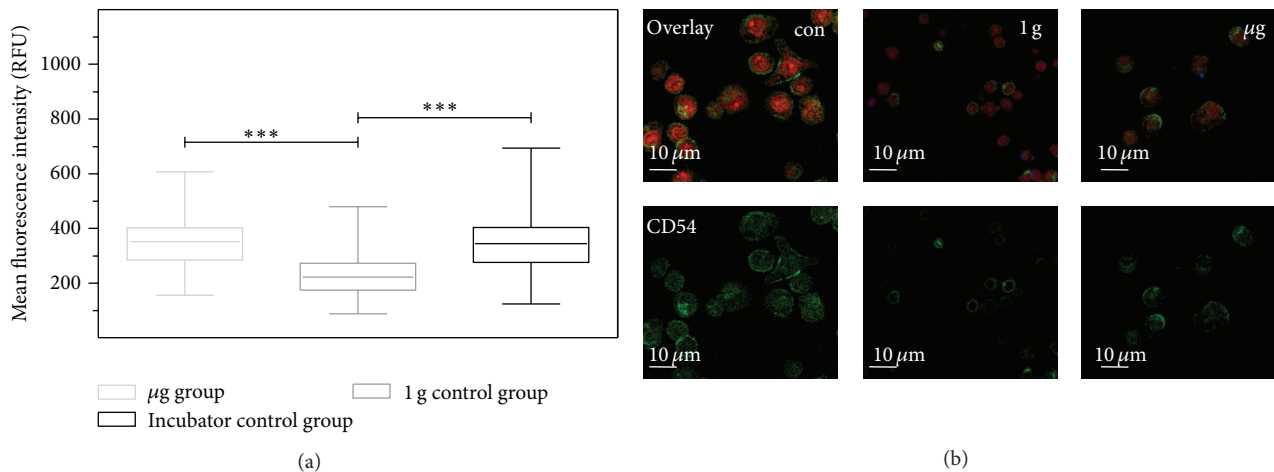 Mean fluorescence intensity (RFU)
1000
800
600
400
200
***
***
μg group
1 g control group
Incubator control group
(a)
Overlay
con
1 g
μg
10 μm
10 μm
10 μm
CD54
10 μm
10 μm
10 μm
(b)